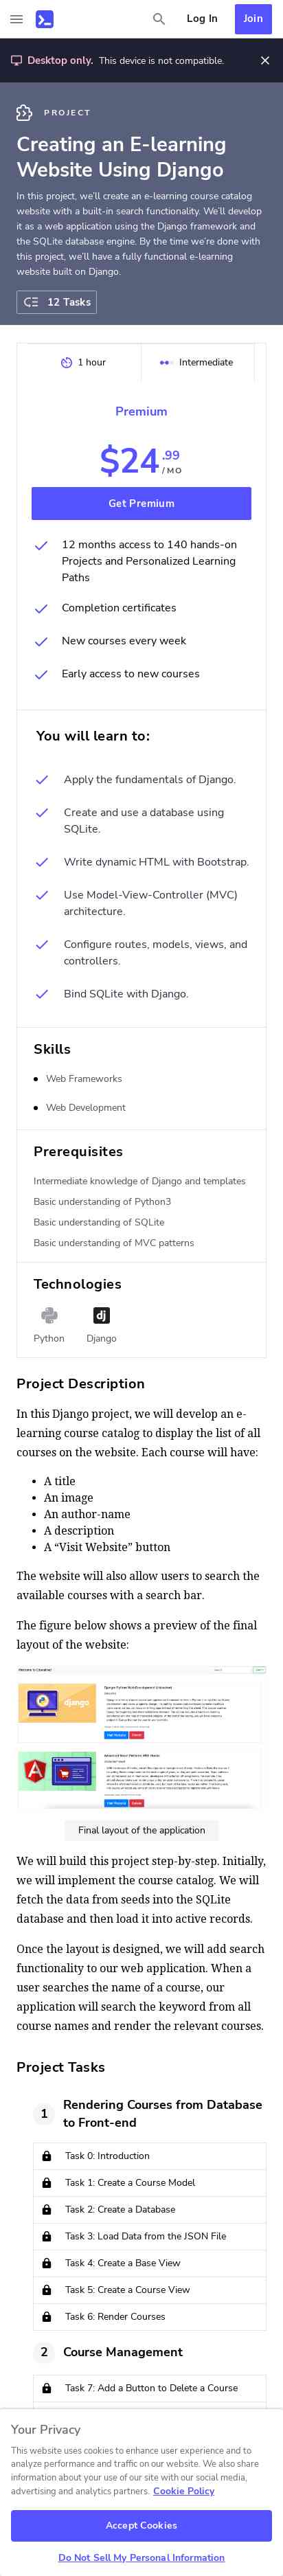 Log In
Join
Desktop only. This device is not compatible.
PROJECT
Creating an E-learning
Website Using Django
In this project, we'll create an e-learning course catalog
website with a built-in search functionality. We'll develop
it as a web application using the Django framework and
the SQLite database engine. By the time we're done with
this project, we'll have a fully functional e-learning
website built on Django.
12 Tasks
1 hour
Intermediate
Premium
$24.99
/ MO
Get Premium
12 months access to 140 hands-on
Projects and Personalized Learning
Paths
Completion certificates
New courses every week
Early access to new courses
You will learn to:
Apply the fundamentals of Django.
Create and use a database using
SQLite.
Write dynamic HTML with Bootstrap.
Use Model-View-Controller (MVC)
architecture.
Configure routes, models, views, and
controllers.
Bind SQLite with Django.
Skills
Web Frameworks
Web Development
Prerequisites
Intermediate knowledge of Django and templates
Basic understanding of Python3
Basic understanding of SQLite
Basic understanding of MVC patterns
Technologies
dj
Python
Django
Project Description
In this Django project, we will develop an e-
learning course catalog to display the list of all
courses on the website. Each course will have:
• A title
• An image
• An author-name
• A description
• A “Visit Website” button
The website will also allow users to search the
available courses with a search bar.
The figure below shows a preview of the final
layout of the website:
django
Final layout of the application
We will build this project step-by-step. Initially,
we will implement the course catalog. We will
fetch the data from seeds into the SQLite
database and then load it into active records.
Once the layout is designed, we will add search
functionality to our web application. When a
user searches the name of a course, our
application will search the keyword from all
course names and render the relevant courses.
Project Tasks
1
Rendering Courses from Database
to Front-end
Task 0: Introduction
Task 1: Create a Course Model
Task 2: Create a Database
Task 3: Load Data from the JSON File
Task 4: Create a Base View
Task 5: Create a Course View
Task 6: Render Courses
2
Course Management
Task 7: Add a Button to Delete a Course
Your Privacy
This website uses cookies to enhance user experience and to
analyze performance and traffic on our website. We also share
information about your use of our site with our social media,
advertising and analytics partners. Cookie Policy
Accept Cookies
Do Not Sell My Personal Information